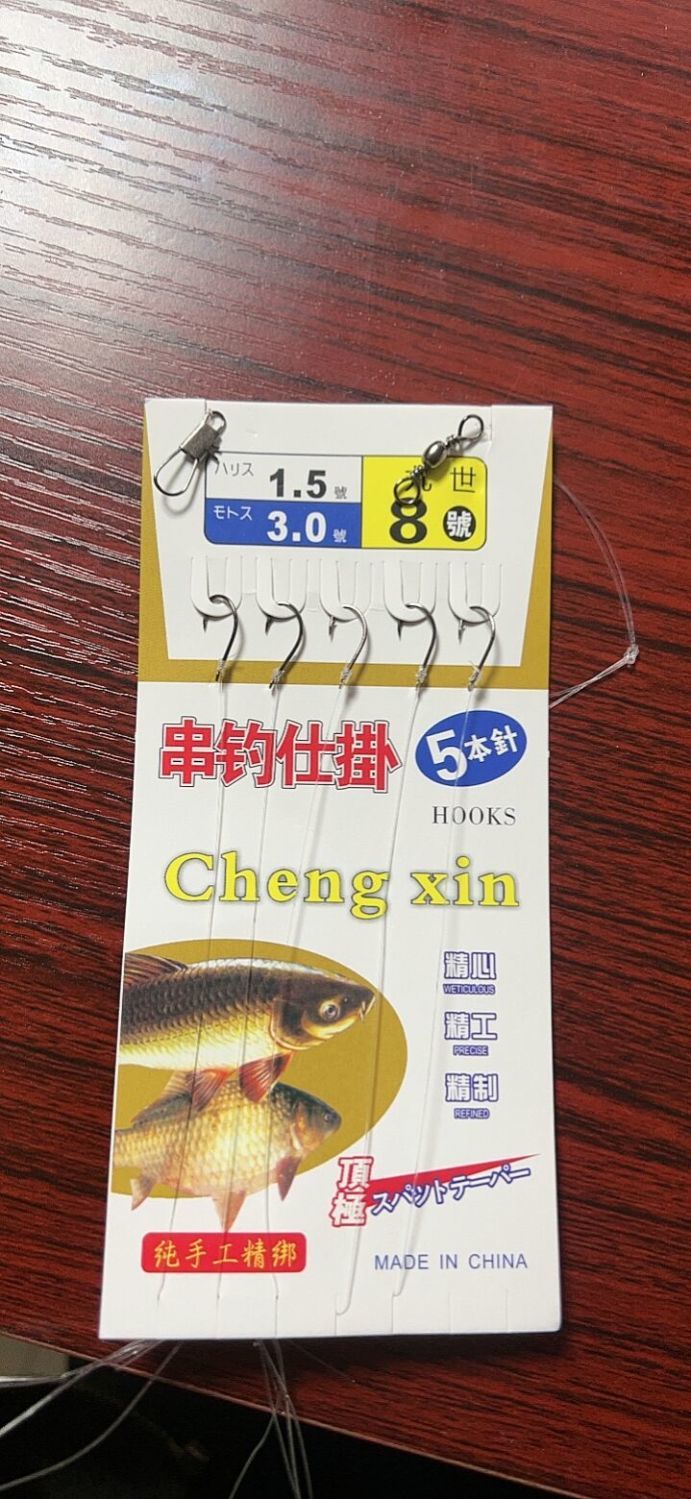 ハリス 1.5 號
世
モトス 3.0 號
8 號
串钓仕掛
5本針
HOOKS
Cheng xin
精心
WETICULOUS
精工
PRECISE
精制
REFINED
頂極
スパットテーパー
纯手工精绑
MADE IN CHINA